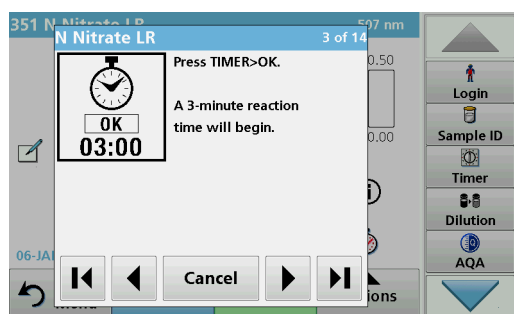 351 N Nitrate LR
507 nm
N Nitrate LR
3 of 14
Press TIMER>OK.
A 3-minute reaction
time will begin.
OK
03:00
0.50
0.00
06-JA
Cancel
Menu
ions
Login
Sample ID
Timer
Dilution
AQA